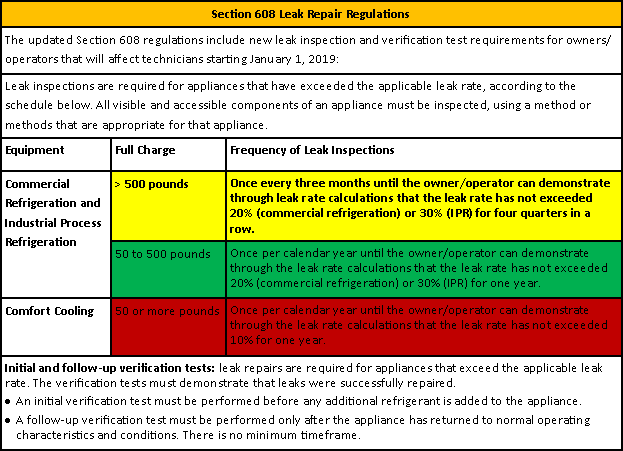 Section 608 Leak Repair Regulations
The updated Section 608 regulations include new leak inspection and verification test requirements for owners/
operators that will affect technicians starting January 1, 2019:
Leak inspections are required for appliances that have exceeded the applicable leak rate, according to the
schedule below. All visible and accessible components of an appliance must be inspected, using a method or
methods that are appropriate for that appliance.
Equipment
Full Charge
Frequency of Leak Inspections
Commercial
Refrigeration and
Industrial Process
Refrigeration
> 500 pounds
Once every three months until the owner/operator can demonstrate
through leak rate calculations that the leak rate has not exceeded
20% (commercial refrigeration) or 30% (IPR) for four quarters in a
row.
50 to 500 pounds
Once per calendar year until the owner/operator can demonstrate
through the leak rate calculations that the leak rate has not exceeded
20% (commercial refrigeration) or 30% (IPR) for one year.
Comfort Cooling
50 or more pounds
Once per calendar year until the owner/operator can demonstrate
through the leak rate calculations that the leak rate has not exceeded
10% for one year
Initial and follow-up verification tests: leak repairs are required for appliances that exceed the applicable leak
rate. The verification tests must demonstrate that leaks were successfully repaired.
● An initial verification test must be performed before any additional refrigerant is added to the appliance.
● A follow-up verification test must be performed only after the appliance has returned to normal operating
characteristics and conditions. There is no minimum timeframe.